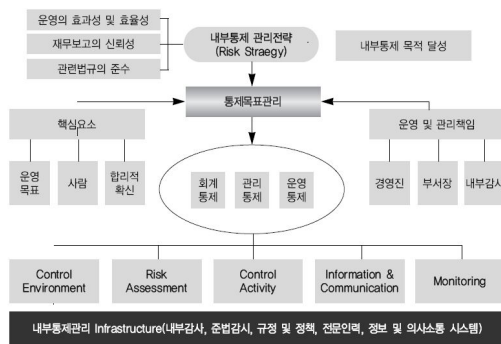 운영의 효과성 및 효율성
재무보고의 신뢰성
관련법규의 준수
내부통제 관리전략
(Risk Straegy)
내부통제 목적 달성
통제목표관리
핵심요소
운영 및 관리책임
운영
목표
사람
합리적
확신
회계
통제
관리
통제
운영
통제
경영진
부서장
내부감사
Control
Environment
Risk
Assessment
Control
Activity
Information &
Communication
Monitoring
내부통제관리 Infrastructure(내부감사, 준법감시, 규정 및 정책, 전문인력, 정보 및 의사소통 시스템)